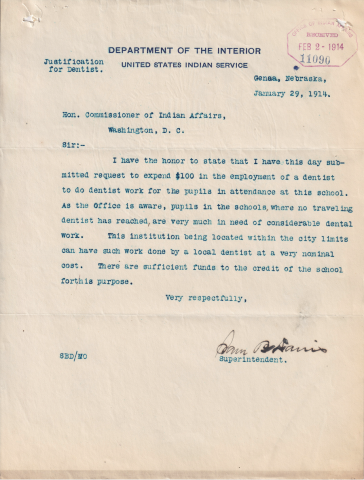 DEPARTMENT OF THE INTERIOR
UNITED STATES INDIAN SERVICE
Justification
for Dentist.
RECEIVED
FEB 2 - 1914
11090
Genoa, Nebraska,
January 29, 1914.
Hon. Commissioner of Indian Affairs,
Washington, D. C.
Sir:-
I have the honor to state that I have this day sub-
mitted request to expend $100 in the employment of a dentist
to do dentist work for the pupils in attendance at this school.
As the Office is aware, pupils in the schools, where no traveling
dentist has reached, are very much in need of considerable dental
work. This institution being located within the city limits
can have such work done by a local dentist at a very nominal
cost. There are sufficient funds to the credit of the school
forthis purpose.
Very respectfully,
Sam B Davis
SBD/MO
Superintendent.